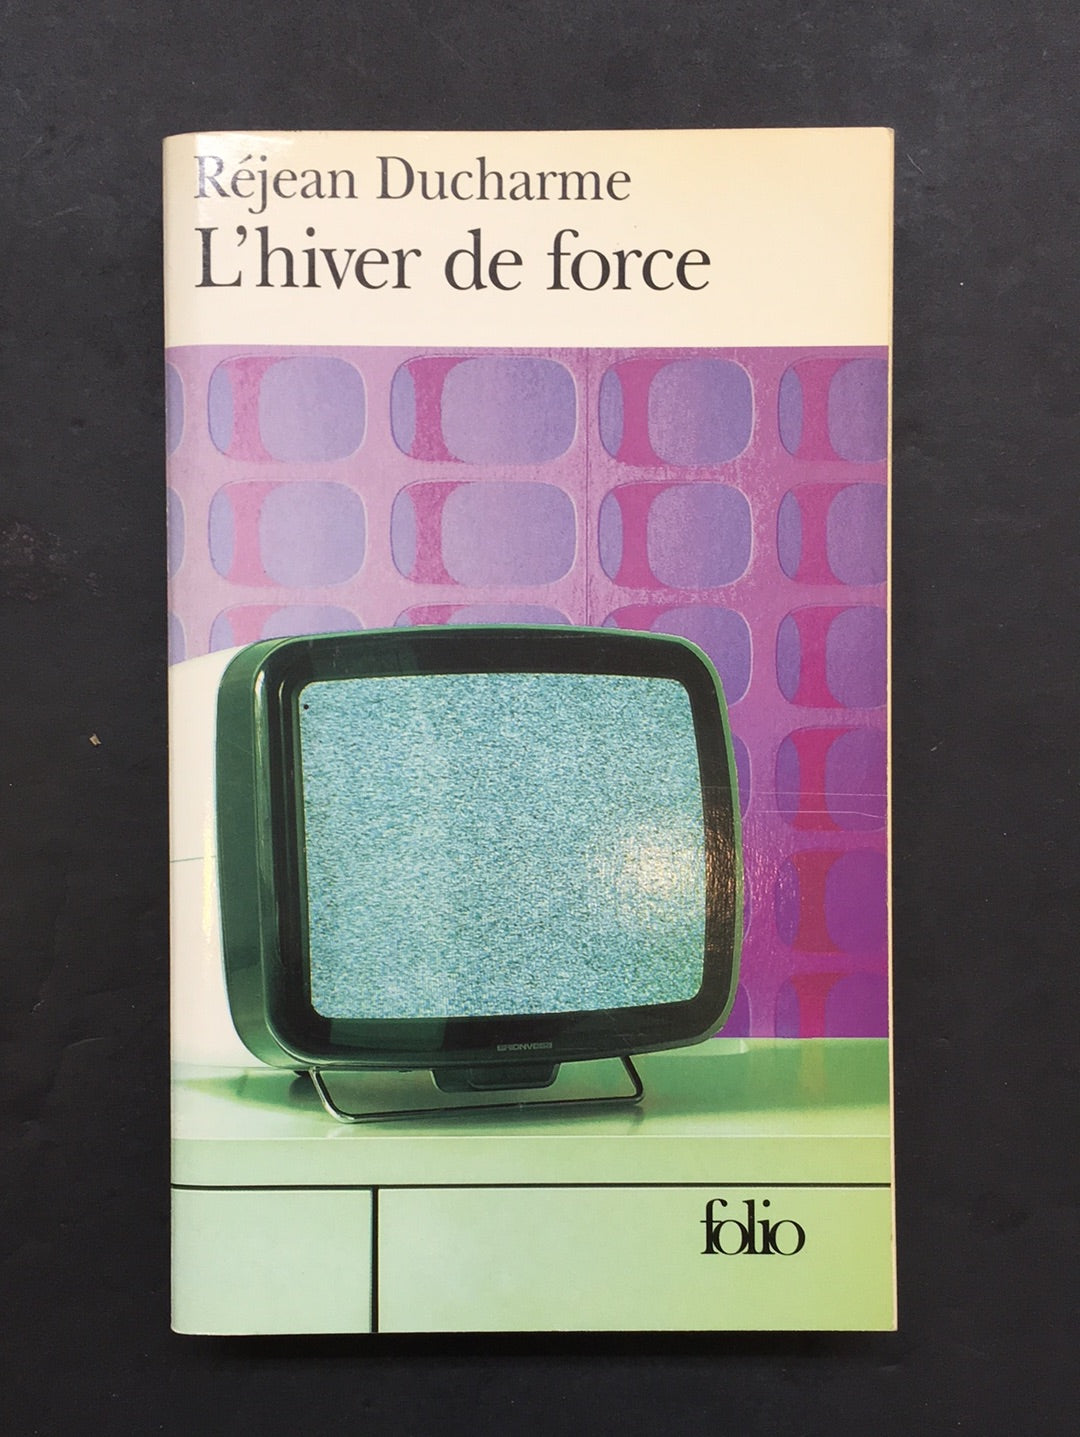 Réjean Ducharme
L'hiver de force
folio